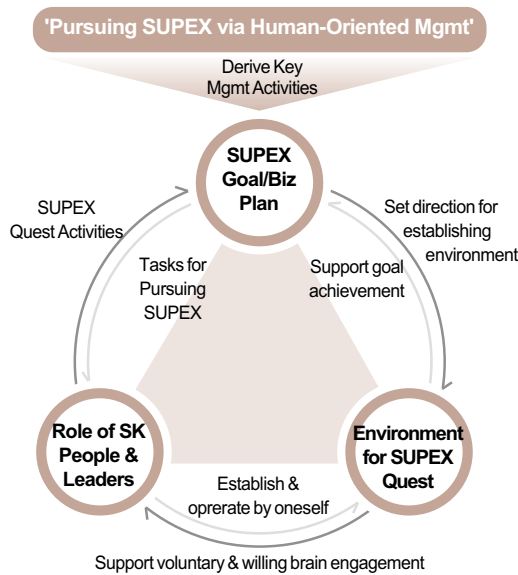 'Pursuing SUPEX via Human-Oriented Mgmt'
Derive Key
Mgmt Activities
SUPEX
Goal/Biz
Plan
SUPEX
Quest Activities
Set direction for
establishing
environment
Tasks for
Pursuing
SUPEX
Support goal
achievement
Role of SK
People &
Leaders
Environment
for SUPEX
Quest
Establish &
oprerate by oneself
Support voluntary & willing brain engagement